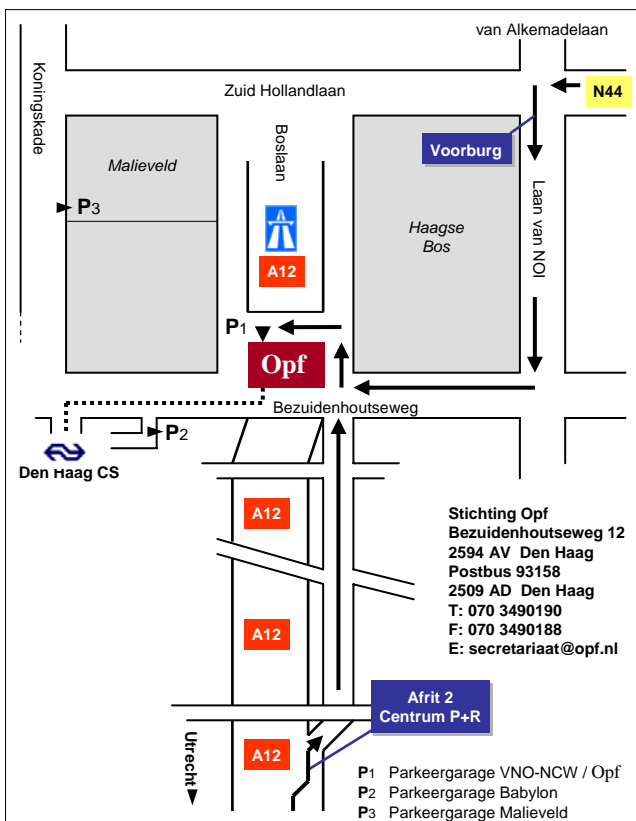 van Alkemadelaan
Koningskade
Zuid Hollandlaan
N44
Boslaan
Voorburg
Malieveld
Laan van NOI
P3
Haagse
Bos
A12
P1
Opf
Bezuidenhoutseweg
P2
Den Haag CS
A12
Stichting Opf
Bezuidenhoutseweg 12
2594 AV Den Haag
Postbus 93158
2509 AD Den Haag
T: 070 3490190
F: 070 3490188
E: secretariaat@opf.nl
A12
Afrit 2
Centrum P+R
Utrecht
A12
P1 Parkeergarage VNO-NCW / Opf
P2 Parkeergarage Babylon
P3 Parkeergarage Malieveld